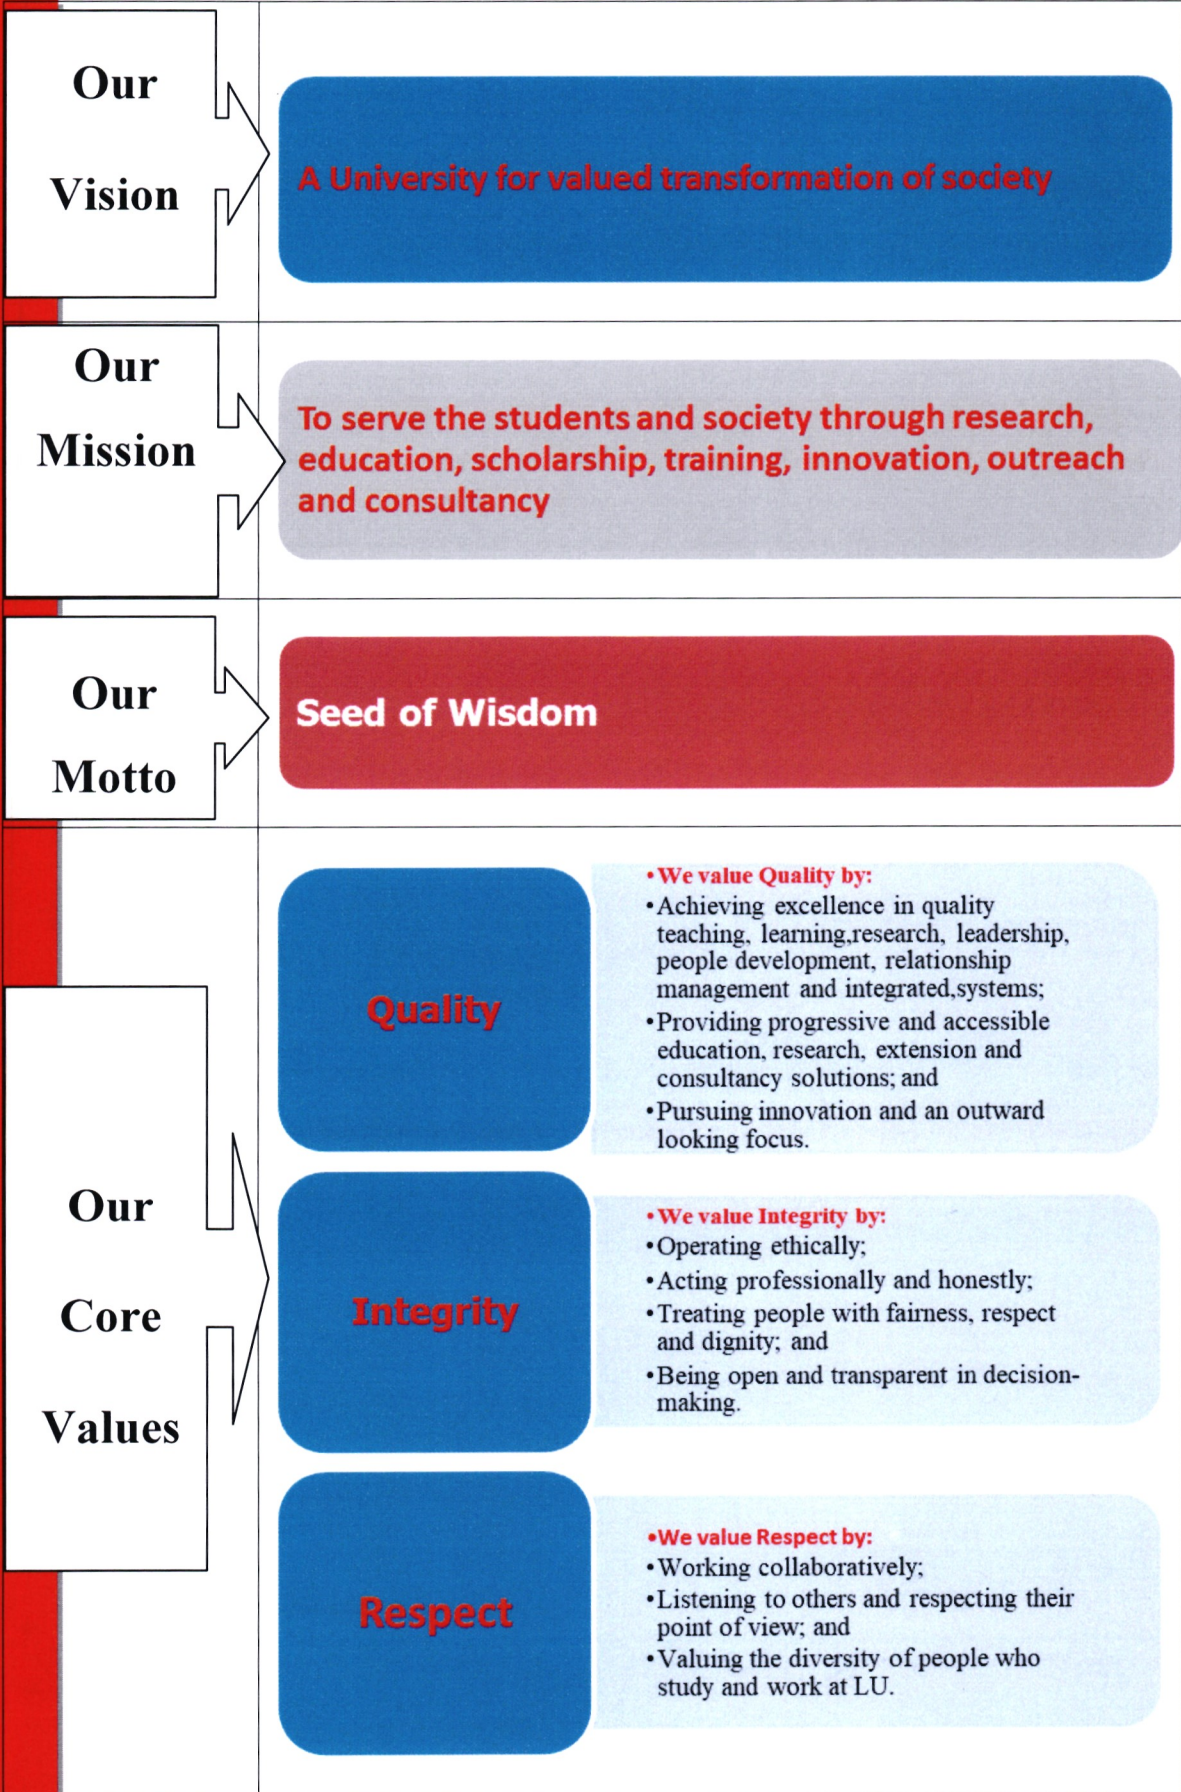 Our
Vision
A University for valued transformation of society
Our
Mission
To serve the students and society through research,
education, scholarship, training, innovation, outreach
and consultancy
Our
Motto
Seed of Wisdom
Our
Core
Values
Quality
•We value Quality by:
•Achieving excellence in quality
teaching, learning,research, leadership,
people development, relationship
management and integrated,systems;
•Providing progressive and accessible
education, research, extension and
consultancy solutions; and
•Pursuing innovation and an outward
looking focus.
Integrity
•We value Integrity by:
•Operating ethically;
•Acting professionally and honestly;
•Treating people with fairness, respect
and dignity; and
•Being open and transparent in decision-
making.
Respect
•We value Respect by:
•Working collaboratively;
•Listening to others and respecting their
point of view; and
•Valuing the diversity of people who
study and work at LU.